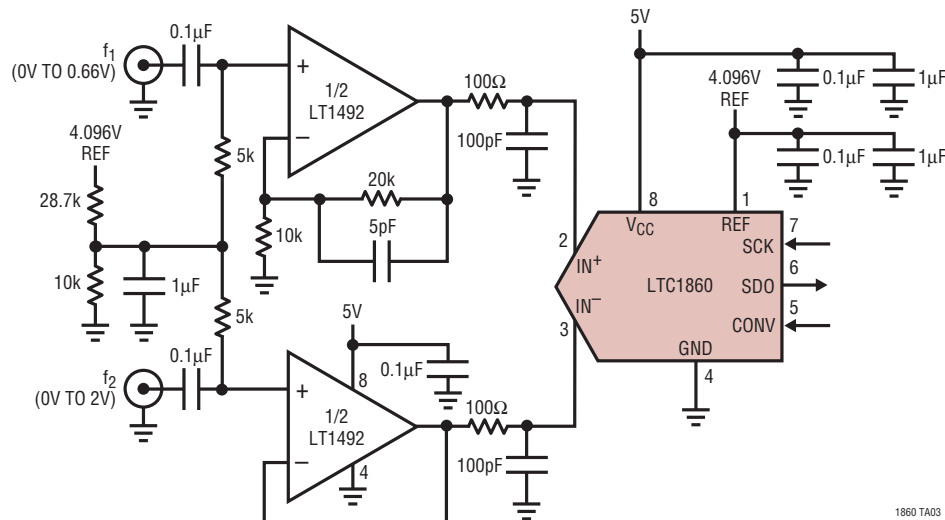 5V
0.1µF
f1
(0V TO 0.66V)
+
1/2
LT1492
–
100Ω
100pF
4.096V
REF
0.1µF
1µF
4.096V
REF
5k
28.7k
20k
5pF
10k
0.1µF
1µF
8
1
VCC
REF
7
SCK
2
IN+
6
LTC1860
SDO
10k
1µF
5k
IN–
3
5
CONV
GND
4
5V
0.1µF
f2
(0V TO 2V)
8
0.1µF
+
1/2
LT1492
–
4
100Ω
100pF
1860 TA03